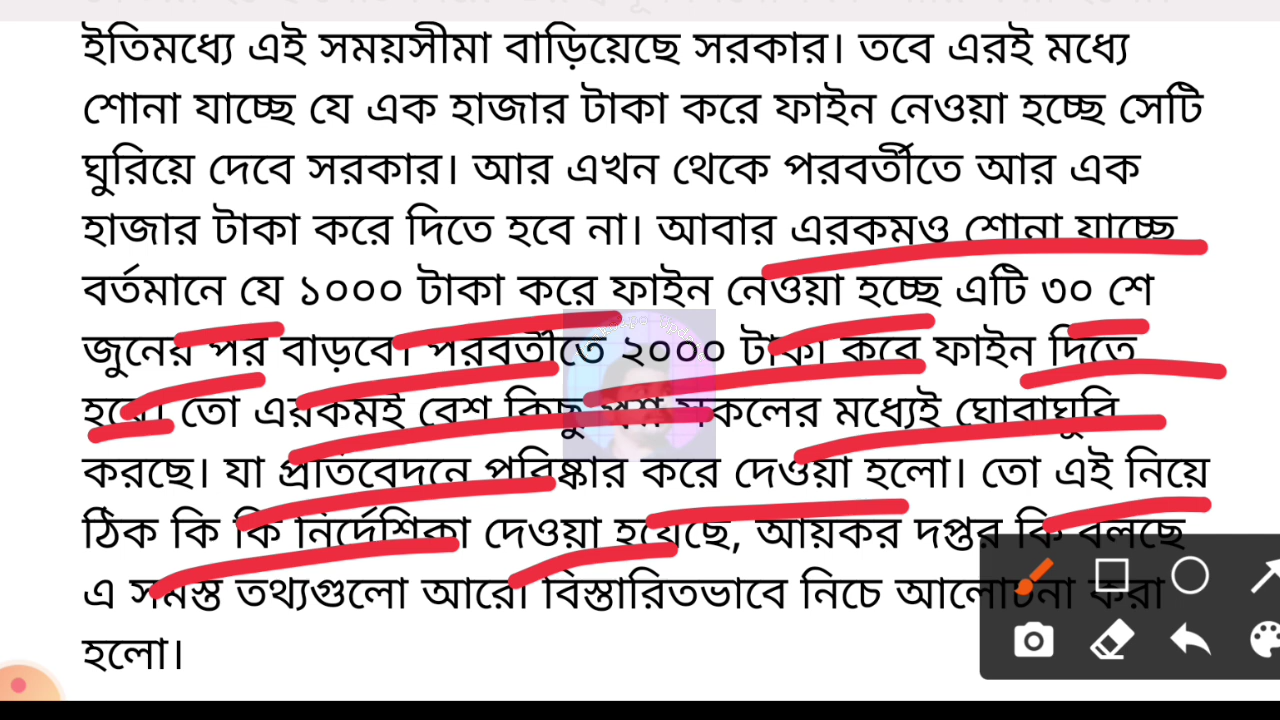 ইতিমধ্যে এই সময়সীমা বাড়িয়েছে সরকার। তবে এরই মধ্যে
শোনা যাচ্ছে যে এক হাজার টাকা করে ফাইন নেওয়া হচ্ছে সেটি
ঘুরিয়ে দেবে সরকার। আর এখন থেকে পরবর্তীতে আর এক
হাজার টাকা করে দিতে হবে না। আবার এরকমও শোনা যাচ্ছে
বর্তমানে যে ১০০০ টাকা করে ফাইন নেওয়া হচ্ছে এটি ৩০ শে
জুনের পর বাড়বে। পরবর্তীতে ২০০০ টাকা করে ফাইন দিতে
হবে। তো এরকমই বেশ কিছু প্রশ্ন সকলের মধ্যেই ঘোরাঘুরি
করছে। যা প্রতিবেদনে পরিষ্কার করে দেওয়া হলো। তো এই নিয়ে
ঠিক কি কি নির্দেশিকা দেওয়া হয়েছে, আয়কর দপ্তর কি বলছে
এ সমস্ত তথ্যগুলো আরো বিস্তারিতভাবে নিচে আলোচনা করা
হলো।